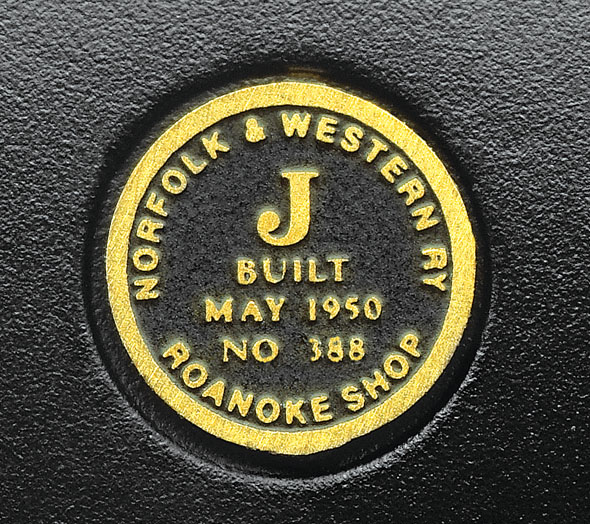 NORFOLK & WESTERN RY
J
BUILT
MAY 1950
NO 388
ROANOKE SHOP